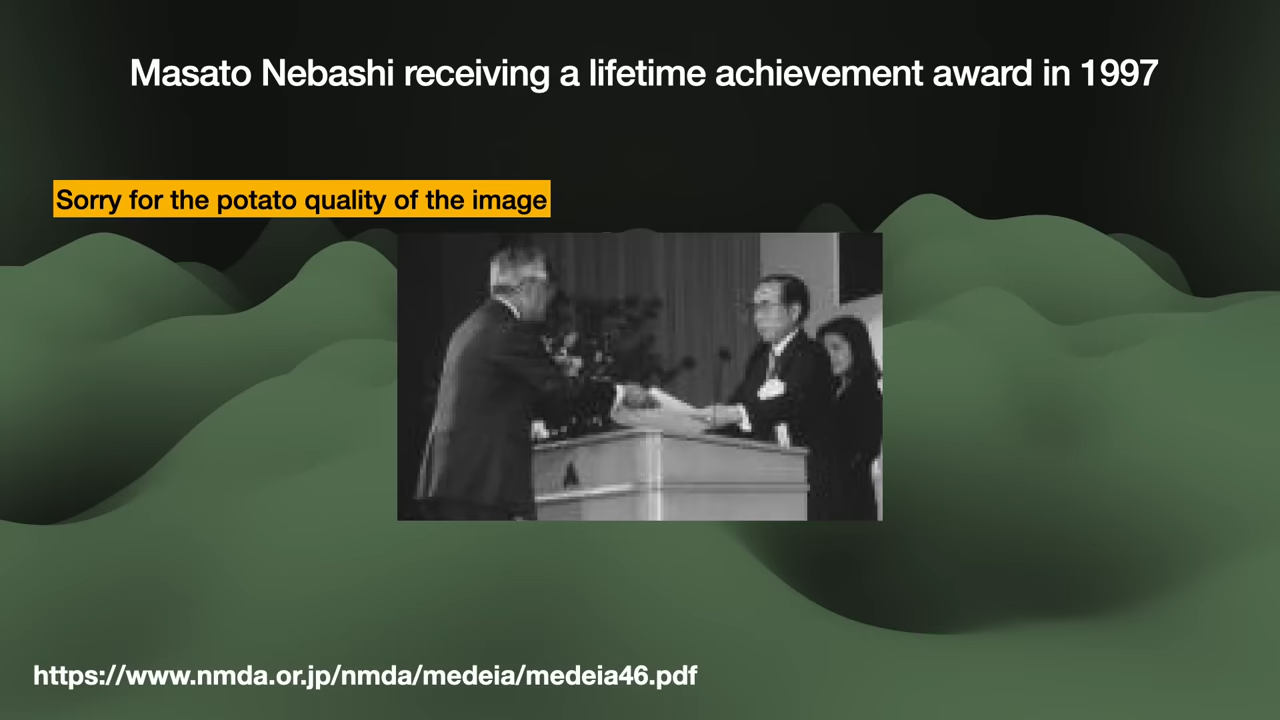 Masato Nebashi receiving a lifetime achievement award in 1997
Sorry for the potato quality of the image
https://www.nmda.or.jp/nmda/medeia/medeia46.pdf